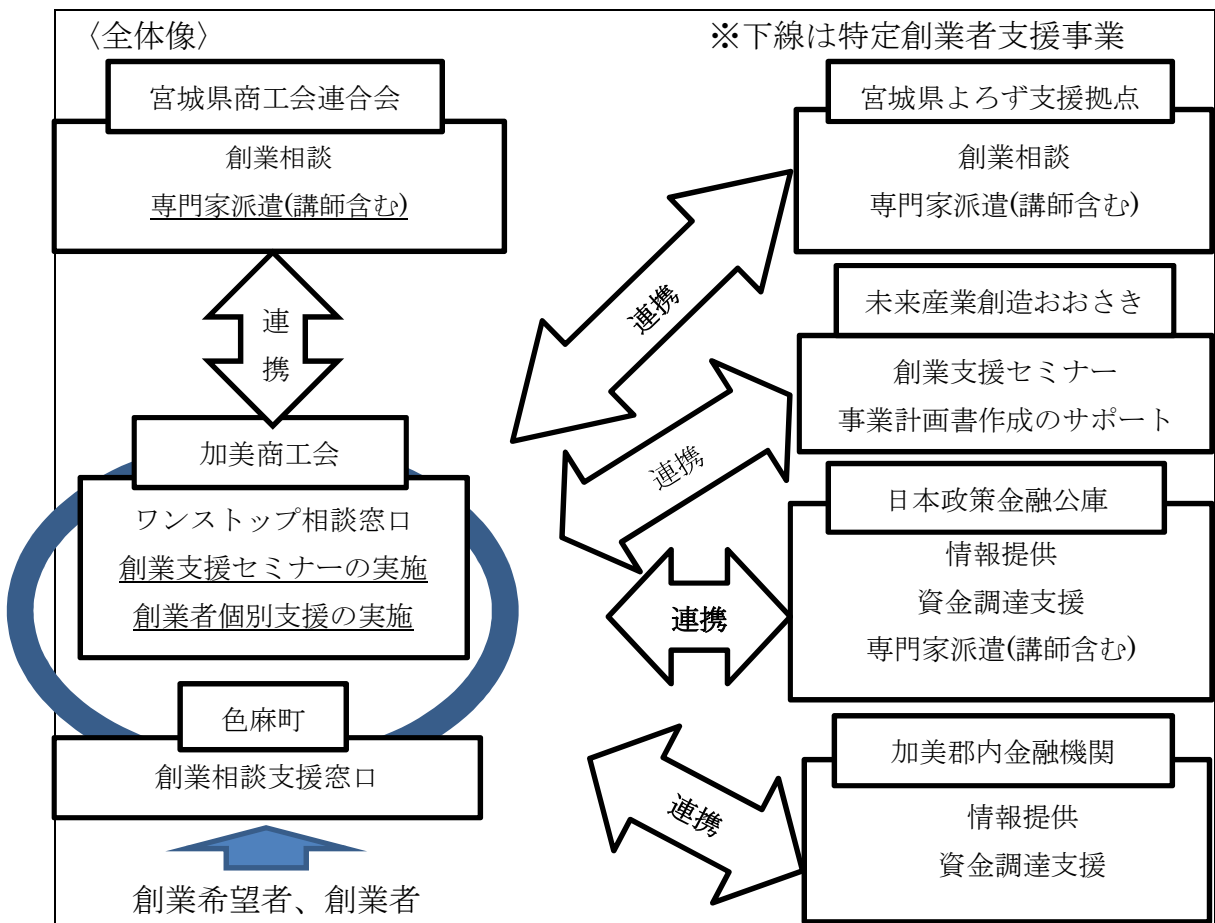 〈全体像〉
※下線は特定創業者支援事業
宮城県商工会連合会
創業相談
専門家派遣(講師含む)
連
携
加美商工会
ワンストップ相談窓口
創業支援セミナーの実施
創業者個別支援の実施
色麻町
創業相談支援窓口
創業希望者、創業者
連携
宮城県よろず支援拠点
創業相談
専門家派遣(講師含む)
連携
未来産業創造おおさき
創業支援セミナー
事業計画書作成のサポート
連携
日本政策金融公庫
情報提供
資金調達支援
専門家派遣(講師含む)
連携
加美郡内金融機関
情報提供
資金調達支援